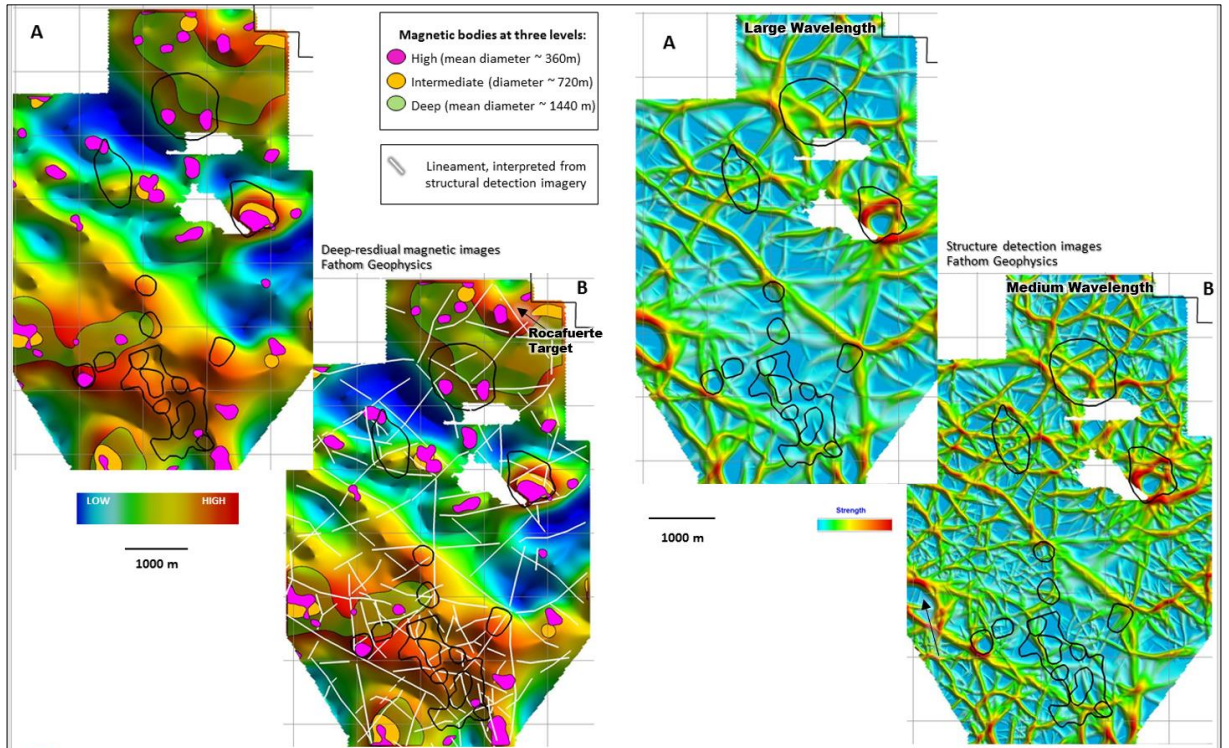 A
Magnetic bodies at three levels:
High (mean diameter ~ 360m)
Intermediate (diameter ~ 720m)
Deep (mean diameter ~ 1440 m)
Lineament, interpreted from
structural detection imagery
Deep-resdiual magnetic images
Fathom Geophysics
B
Rocafuerte
Target
LOW HIGH
1000 m
A
Large Wavelength
Structure detection images
Fathom Geophysics
Medium Wavelength B
Strength
1000 m